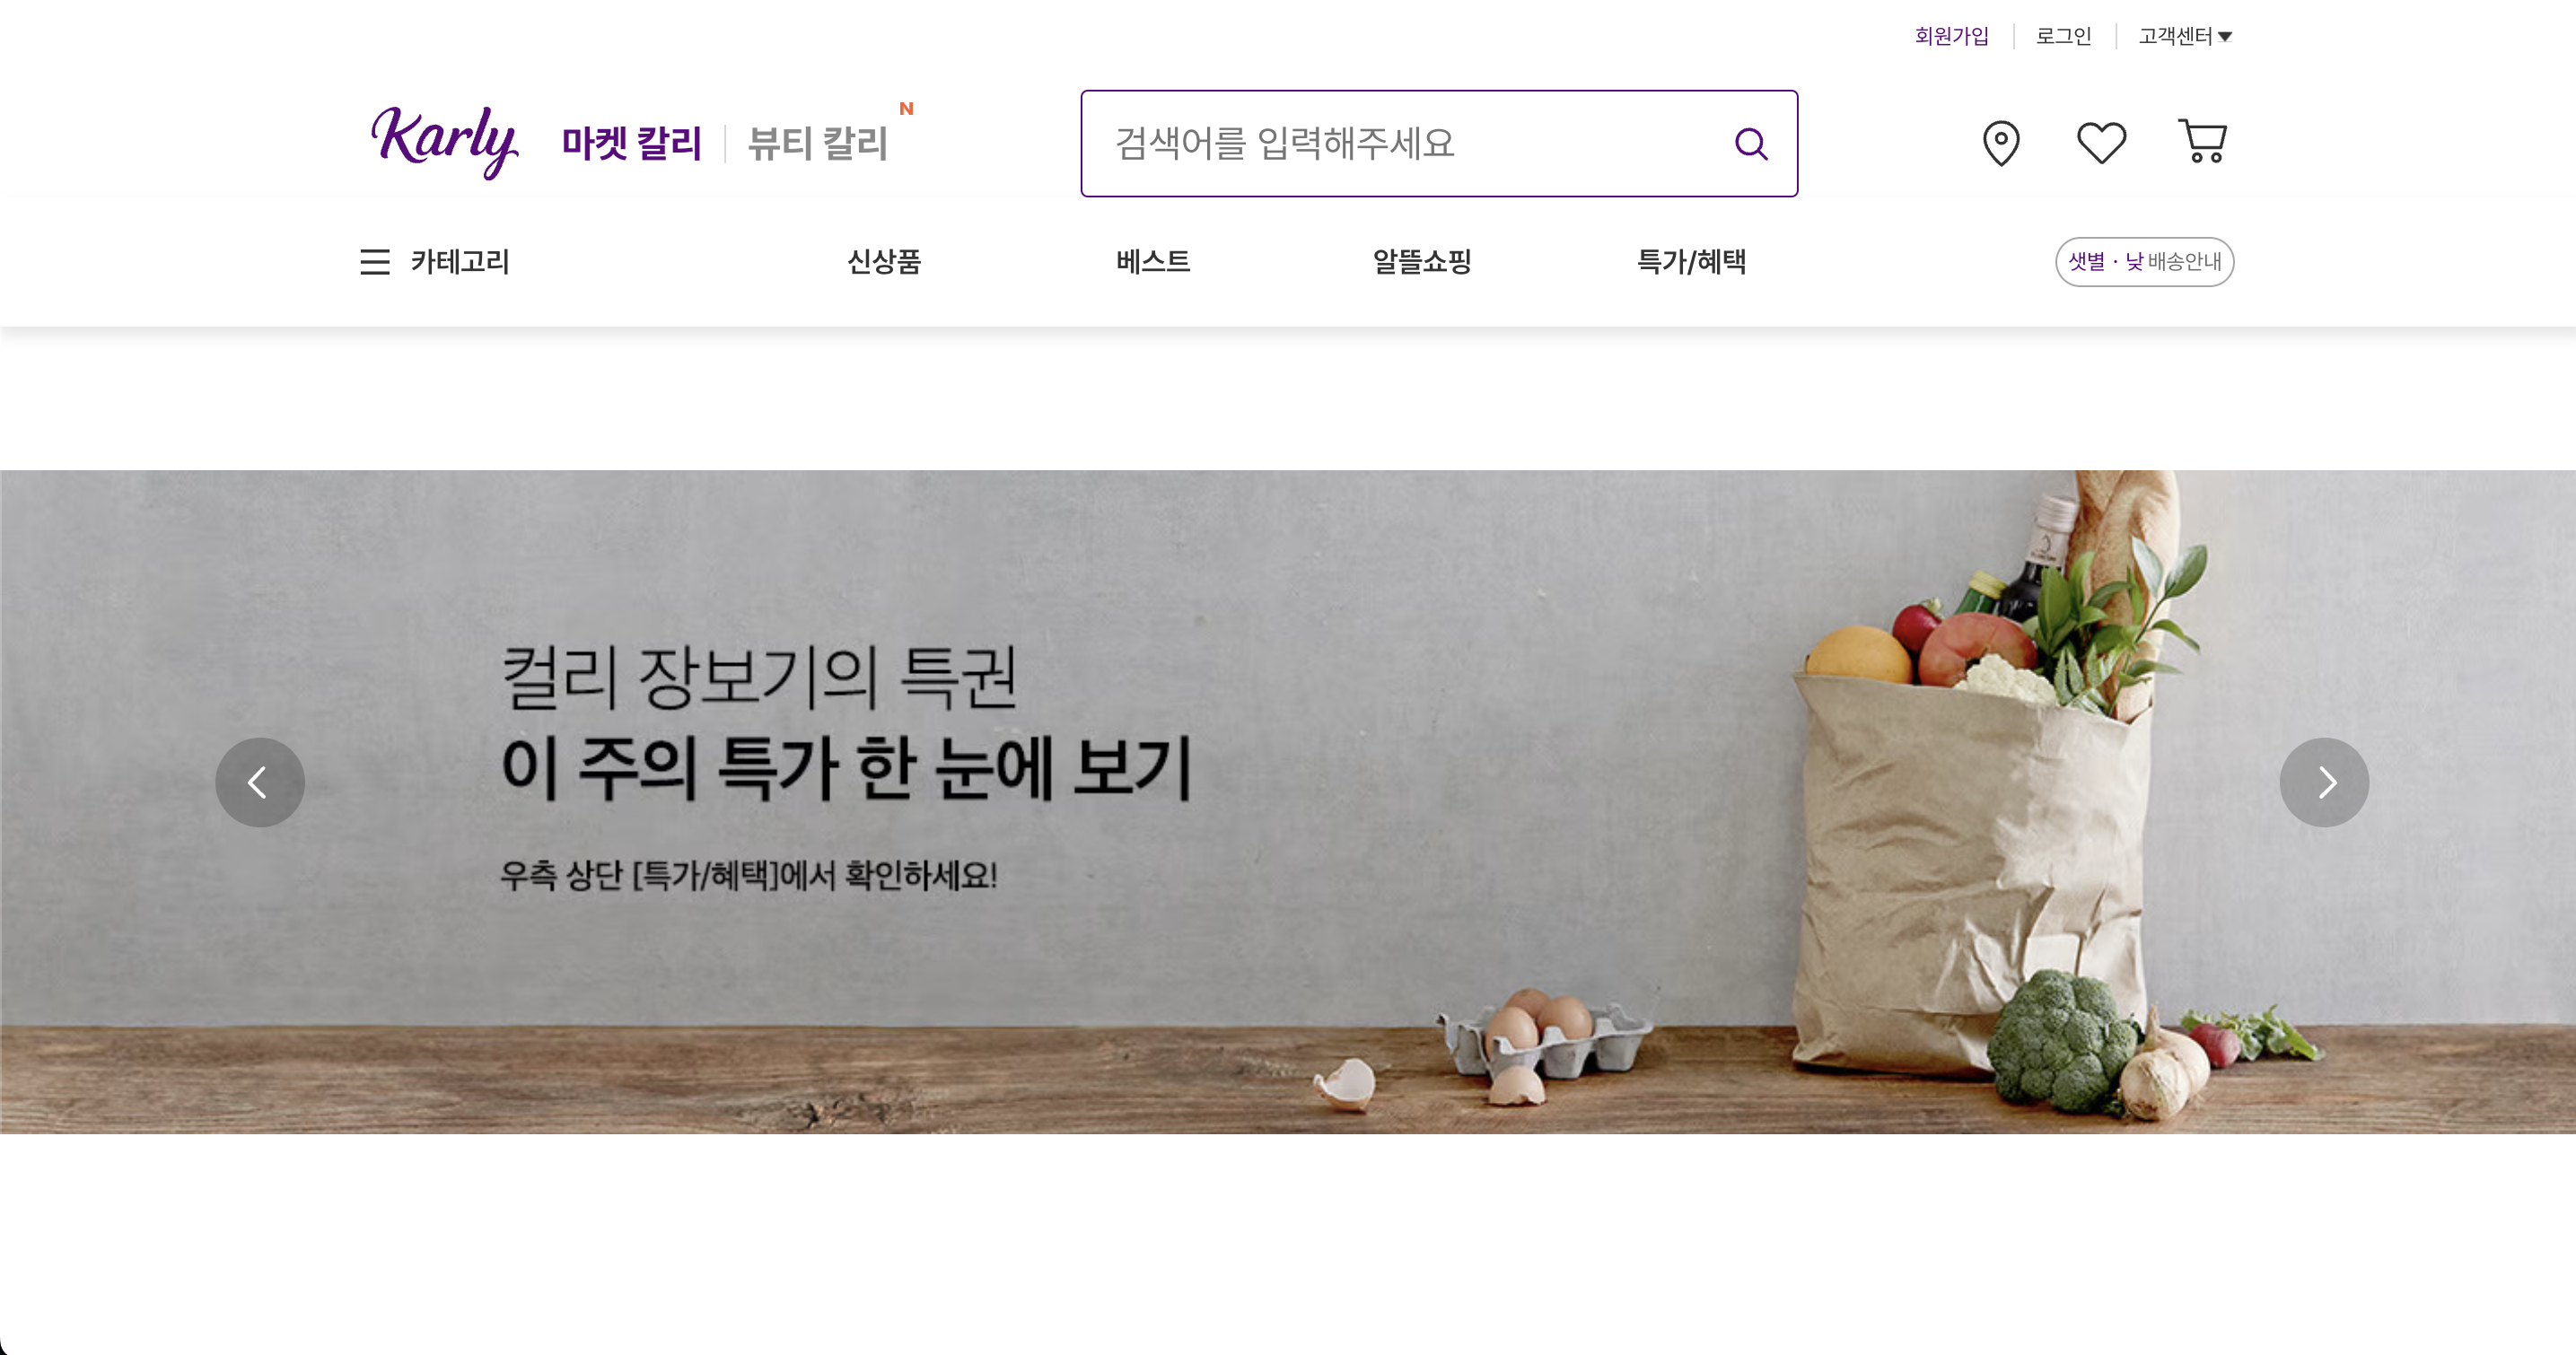 회원가입
로그인
고객센터
Karly
마켓 칼리
뷰티 칼리
N
검색어를 입력해주세요
카테고리
신상품
베스트
알뜰쇼핑
특가/혜택
샛별 · 낮 배송안내
컬리 장보기의 특권
이 주의 특가 한 눈에 보기
우측 상단 [특가/혜택]에서 확인하세요!